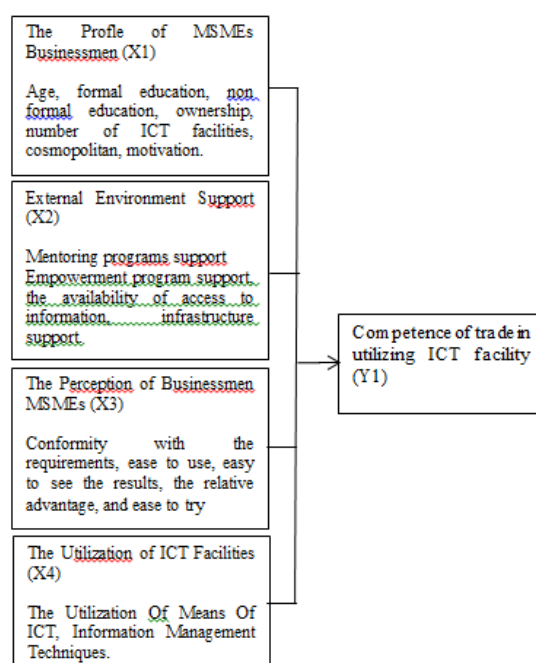 The Profle of MSMEs
Businessmen (X1)
Age, formal education, non
formal education, ownership,
number of ICT facilities,
cosmopolitan, motivation.
External Environment Support
(X2)
Mentoring programs support
Empowerment program support,
the availability of access to
information, infrastructure
support.
The Perception of Businessmen
MSMEs (X3)
Conformity with the
requirements, ease to use, easy
to see the results, the relative
advantage, and ease to try
The Utilization of ICT Facilities
(X4)
The Utilization Of Means Of
ICT, Information Management
Techniques.
Competence of trade in
utilizing ICT facility
(Y1)